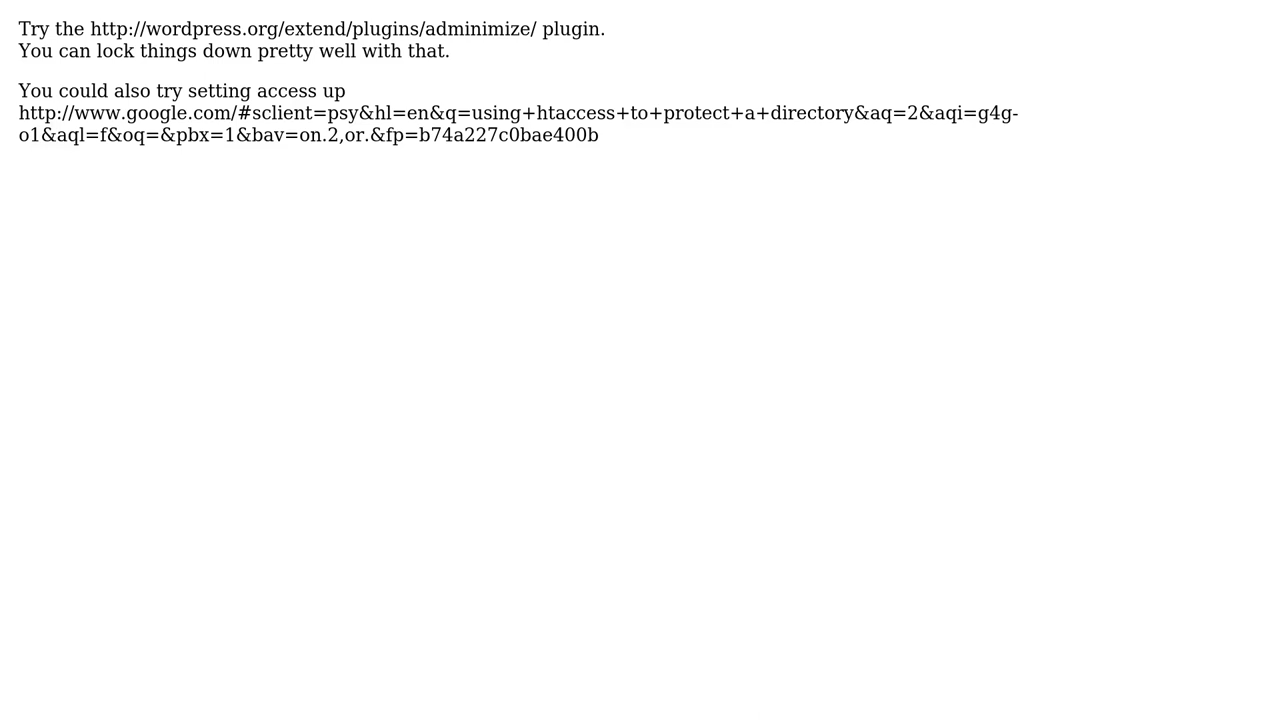 Try the http://wordpress.org/extend/plugins/adminimize/ plugin.
You can lock things down pretty well with that.
You could also try setting access up
http://www.google.com/#sclient=psy&hl=en&q=using+htaccess+to+protect+a+directory&aq=2&aqi=g4g-
o1&aql=f&oq=&pbx=1&bav=on.2,or.&fp=b74a227c0bae400b